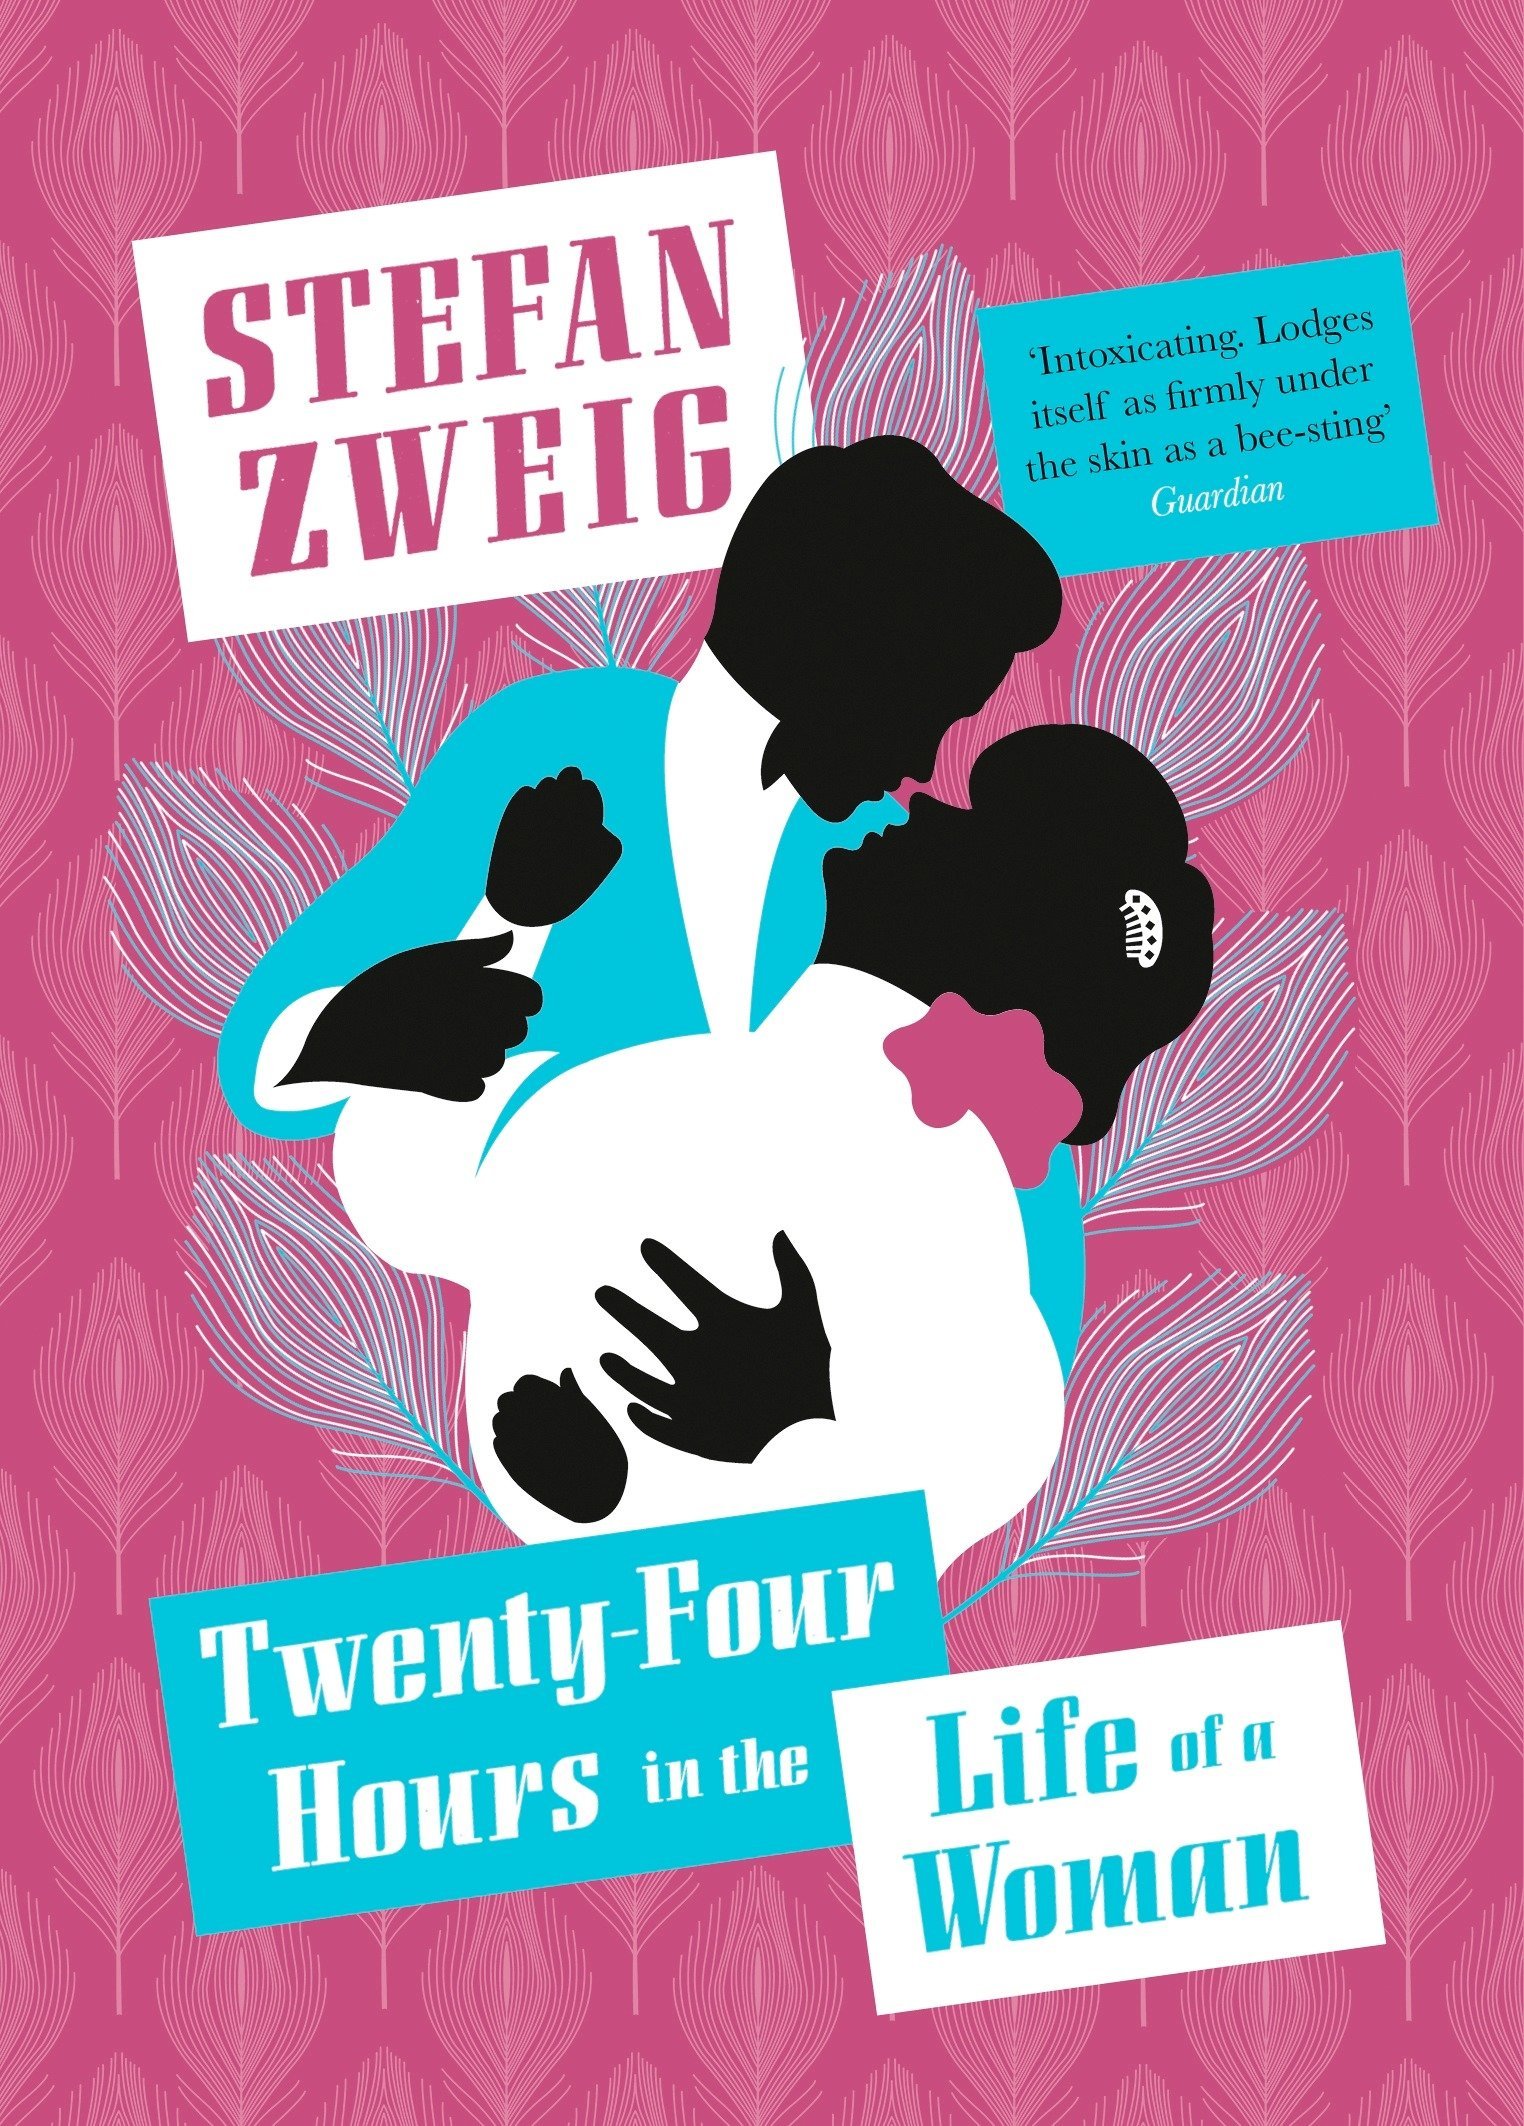 STEFAN
ZWEIG
‘Intoxicating. Lodges
itself as firmly under
the skin as a bee-sting’
Guardian
Twenty-Four
Hours in the
Life of a
Woman